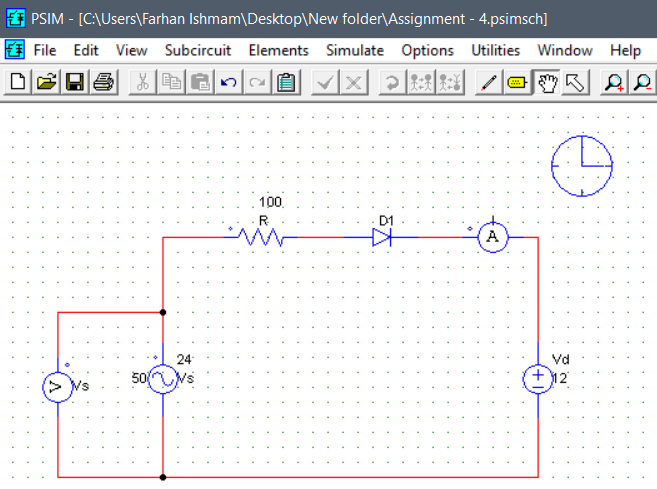 PSIM - [C:\Users\Farhan Ishmam\Desktop\New folder\Assignment - 4.psimsch]
File Edit View Subcircuit Elements Simulate Options Utilities Window Help
100
R
D1
A
24
50
Vs
V
Vs
Vd
12